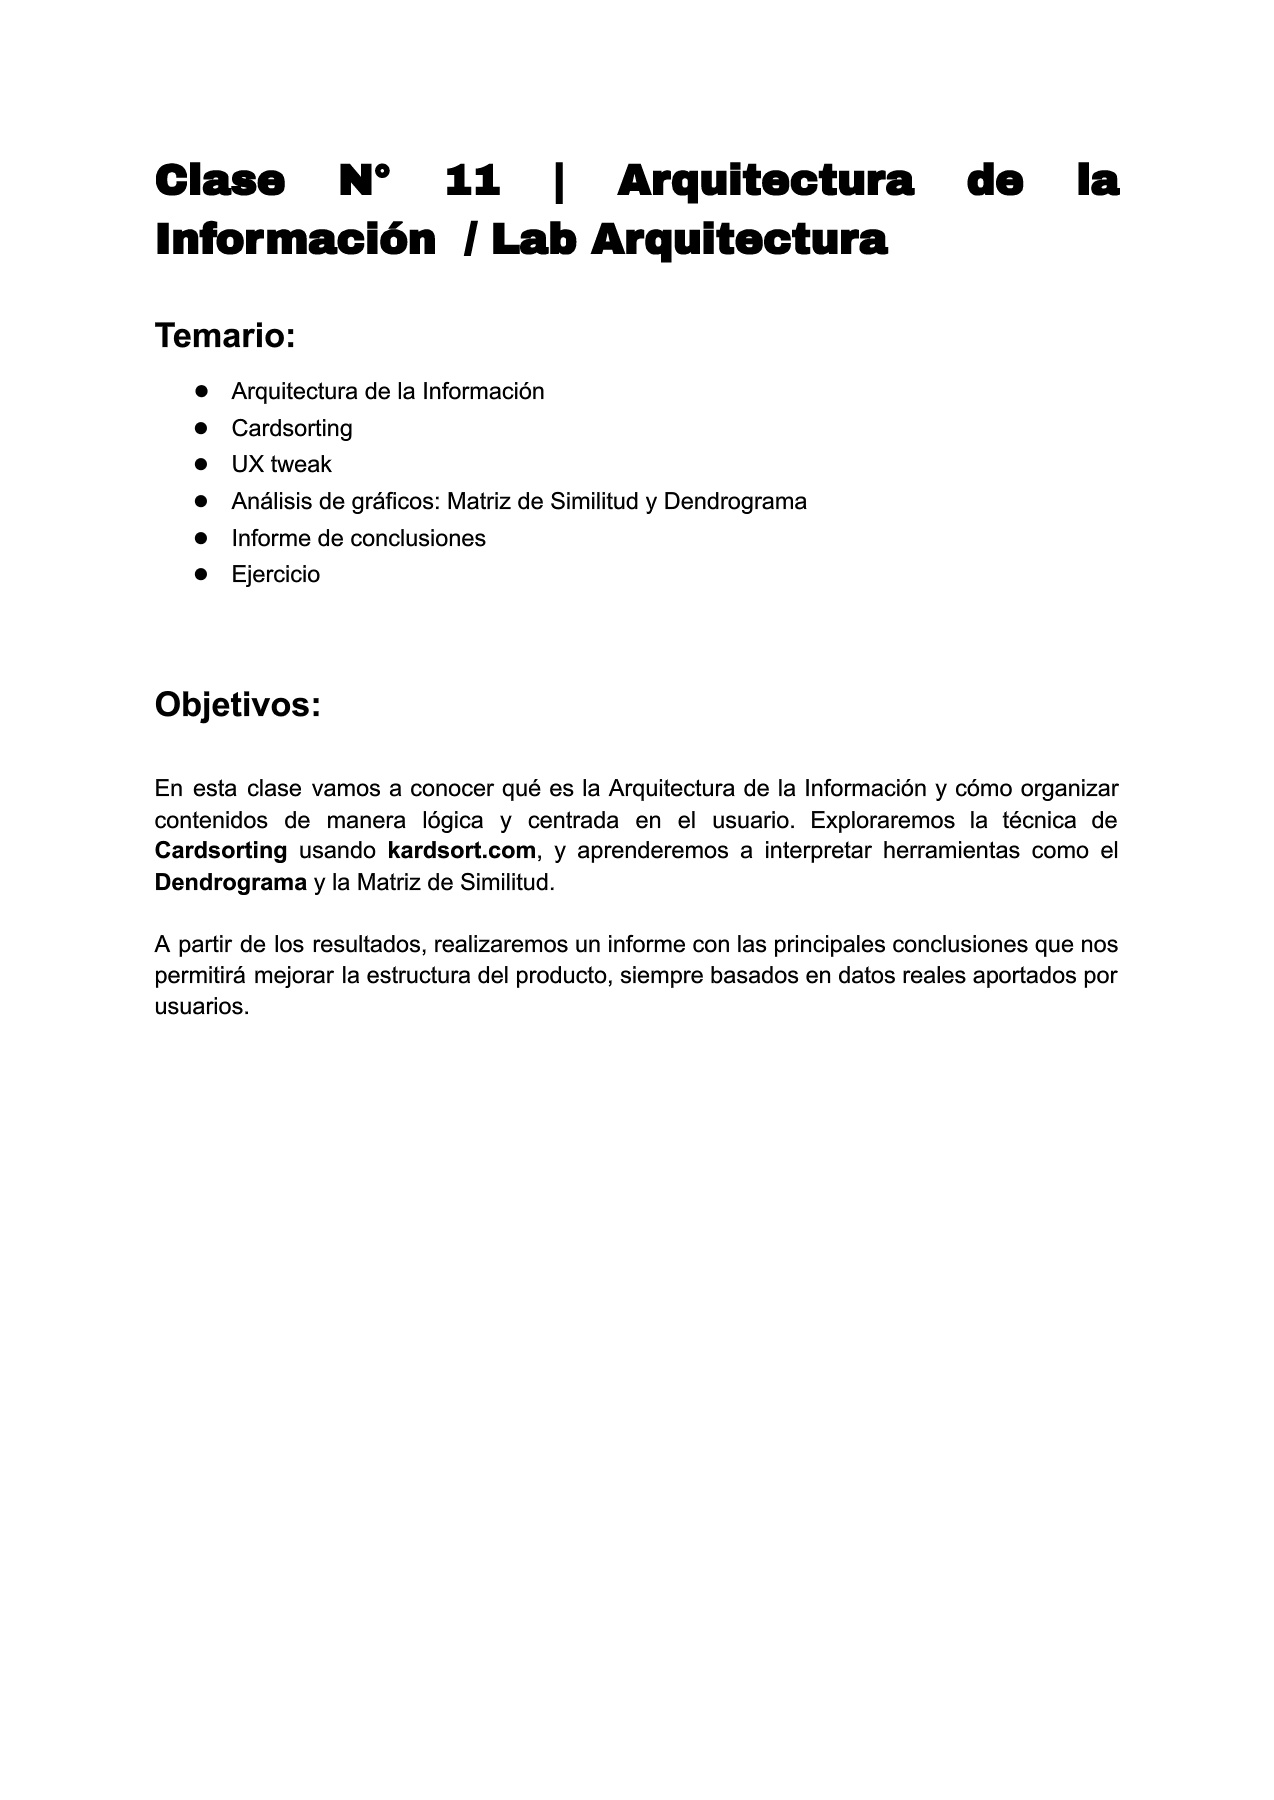 Clase N° 11 | Arquitectura de la
Información / Lab Arquitectura
Temario:
● Arquitectura de la Información
● Cardsorting
● UX tweak
● Análisis de gráficos: Matriz de Similitud y Dendrograma
● Informe de conclusiones
● Ejercicio
Objetivos:
En esta clase vamos a conocer qué es la Arquitectura de la Información y cómo organizar
contenidos de manera lógica y centrada en el usuario. Exploraremos la técnica de
Cardsorting usando kardsort.com, y aprenderemos a interpretar herramientas como el
Dendrograma y la Matriz de Similitud.
A partir de los resultados, realizaremos un informe con las principales conclusiones que nos
permitirá mejorar la estructura del producto, siempre basados en datos reales aportados por
usuarios.